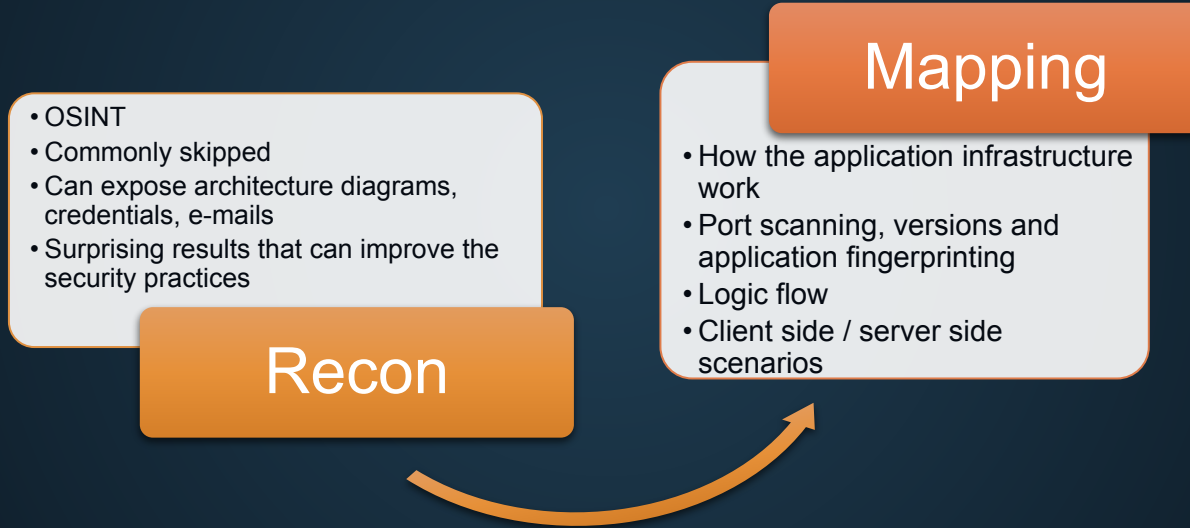 • OSINT
• Commonly skipped
• Can expose architecture diagrams,
credentials, e-mails
• Surprising results that can improve the
security practices
Recon
Mapping
• How the application infrastructure
work
• Port scanning, versions and
application fingerprinting
• Logic flow
• Client side / server side
scenarios